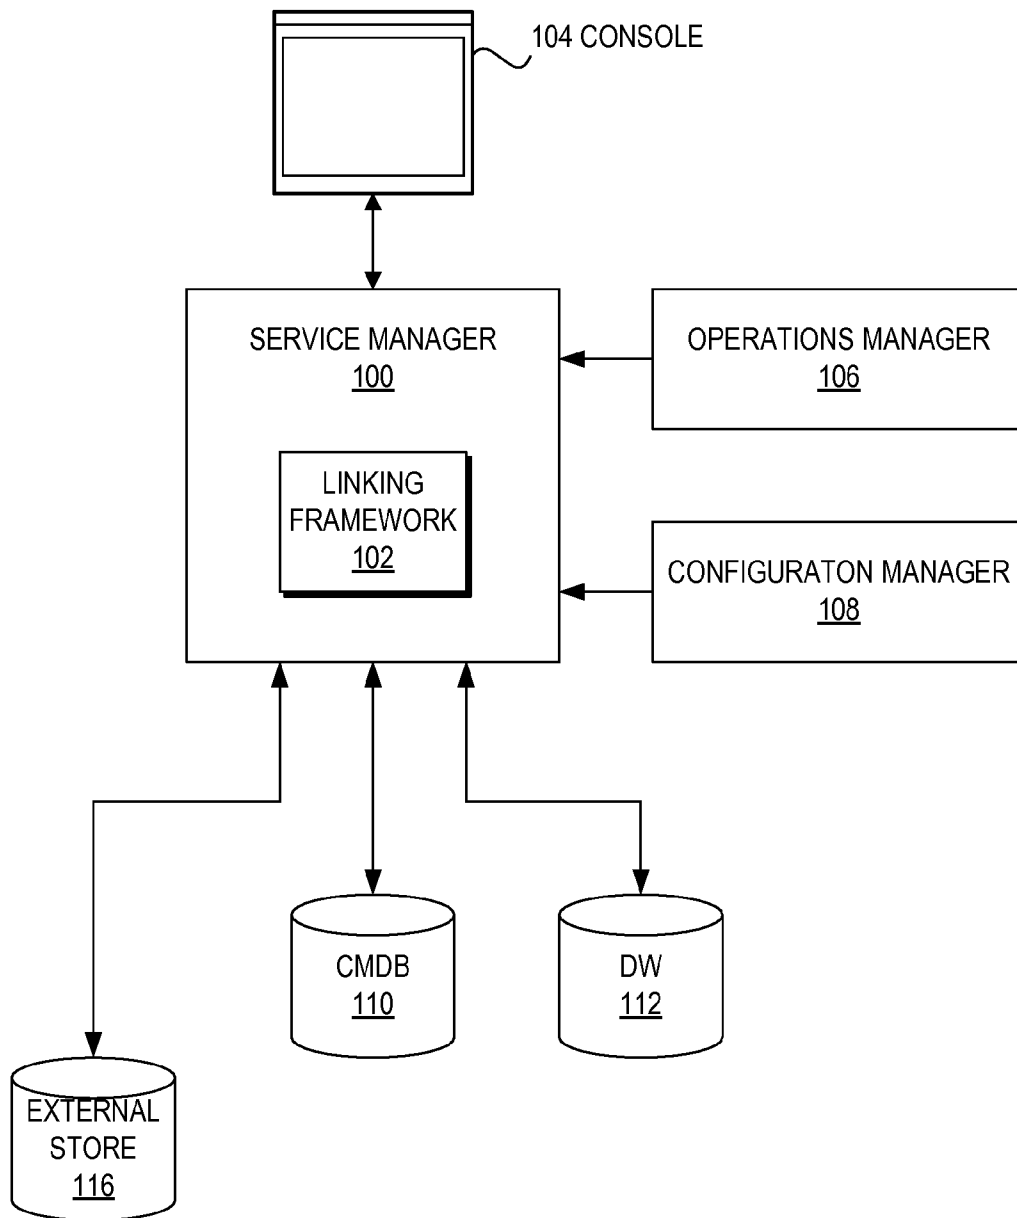 104 CONSOLE
SERVICE MANAGER
100
OPERATIONS MANAGER
106
LINKING
FRAMEWORK
102
CONFIGURATON MANAGER
108
CMDB
110
DW
112
EXTERNAL
STORE
116